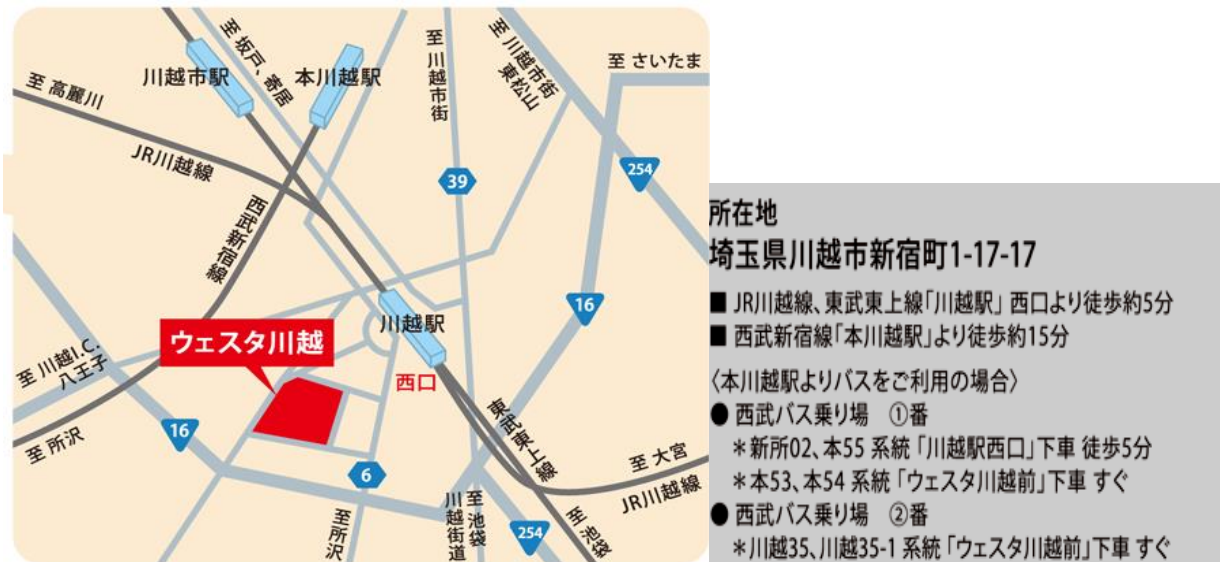 至 坂戸、寄居
川越市駅
本川越駅
至 川越市街
至 川越市街
東松山
至 さいたま
至 高麗川
JR川越線
39
254
西武新宿線
16
川越駅
ウェスタ川越
西口
至 川越I.C.
八王子
至 所沢
16
6
東武東上線
至 大宮
JR川越線
至 所沢
至 池袋
川越街道
254
至 池袋
所在地
埼玉県川越市新宿町1-17-17
■ JR川越線、東武東上線「川越駅」 西口より徒歩約5分
■ 西武新宿線「本川越駅」より徒歩約15分
〈本川越駅よりバスをご利用の場合〉
● 西武バス乗り場 ①番
＊新所02、本55 系統 「川越駅西口」下車 徒歩5分
＊本53、本54 系統 「ウェスタ川越前」下車 すぐ
● 西武バス乗り場 ②番
＊川越35、川越35-1 系統 「ウェスタ川越前」下車 すぐ